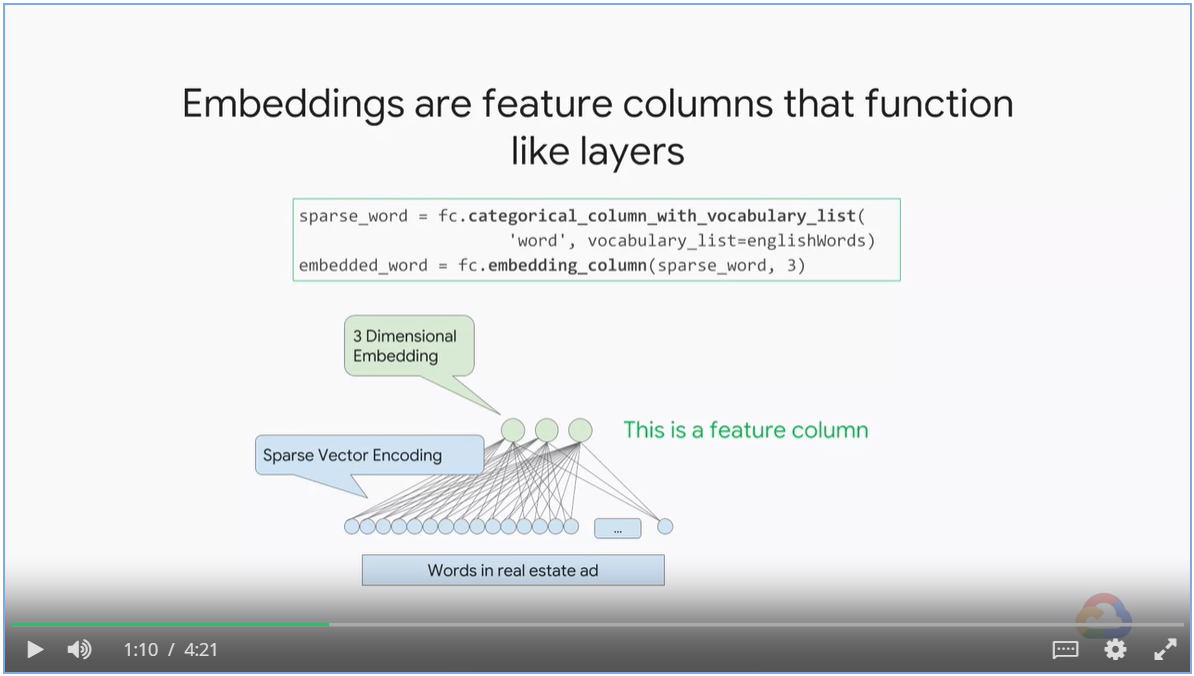 Embeddings are feature columns that function
like layers
sparse_word = fc.categorical_column_with_vocabulary_list(
'word', vocabulary_list=englishWords)
embedded_word = fc.embedding_column(sparse_word, 3)
3 Dimensional
Embedding
This is a feature column
Sparse Vector Encoding
...
Words in real estate ad
1:10 / 4:21